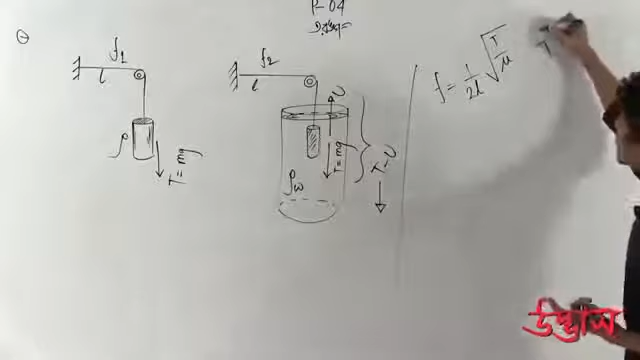 P-04
f₁
l
ρ
T = mg
f₂
l
U
T = mg
ρw
T - U
f = 1/2l √T/μ
T
উদ্ভাস